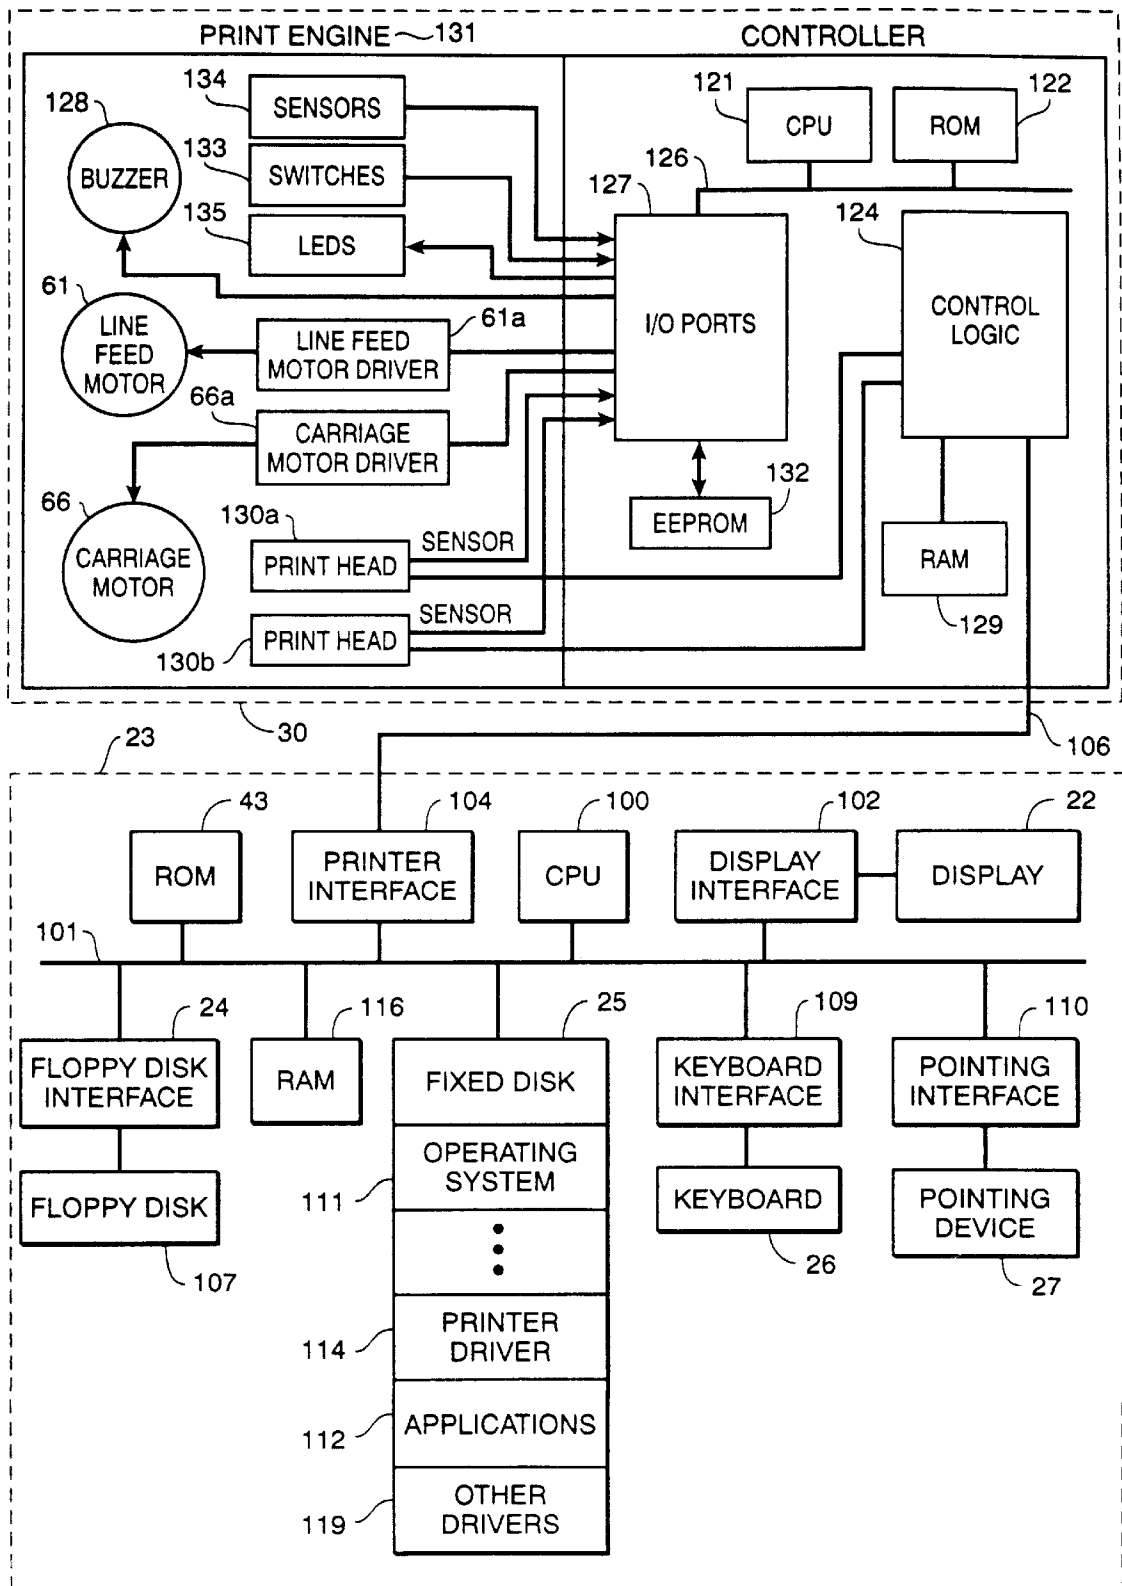 PRINT ENGINE 131
CONTROLLER
134
SENSORS
128
BUZZER
133
SWITCHES
135
LEDS
121
CPU
122
ROM
126
127
I/O PORTS
124
CONTROL
LOGIC
61
LINE
FEED
MOTOR
61a
LINE FEED
MOTOR DRIVER
66a
CARRIAGE
MOTOR DRIVER
66
CARRIAGE
MOTOR
130a
PRINT HEAD
SENSOR
130b
PRINT HEAD
SENSOR
132
EEPROM
RAM
129
30
106
23
43
ROM
104
PRINTER
INTERFACE
100
CPU
102
DISPLAY
INTERFACE
22
DISPLAY
101
24
FLOPPY DISK
INTERFACE
116
RAM
25
FIXED DISK
109
KEYBOARD
INTERFACE
110
POINTING
INTERFACE
FLOPPY DISK
107
111
OPERATING
SYSTEM
KEYBOARD
26
POINTING
DEVICE
27
114
PRINTER
DRIVER
112
APPLICATIONS
119
OTHER
DRIVERS